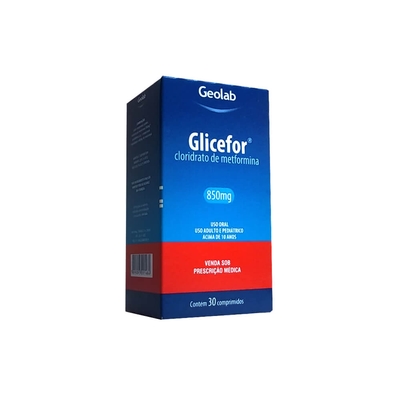 Geolab
Glicefor®
cloridrato de metformina
850mg
USO ORAL
USO ADULTO E PEDIÁTRICO
ACIMA DE 10 ANOS
VENDA SOB
PRESCRIÇÃO MÉDICA
Contém 30 comprimidos